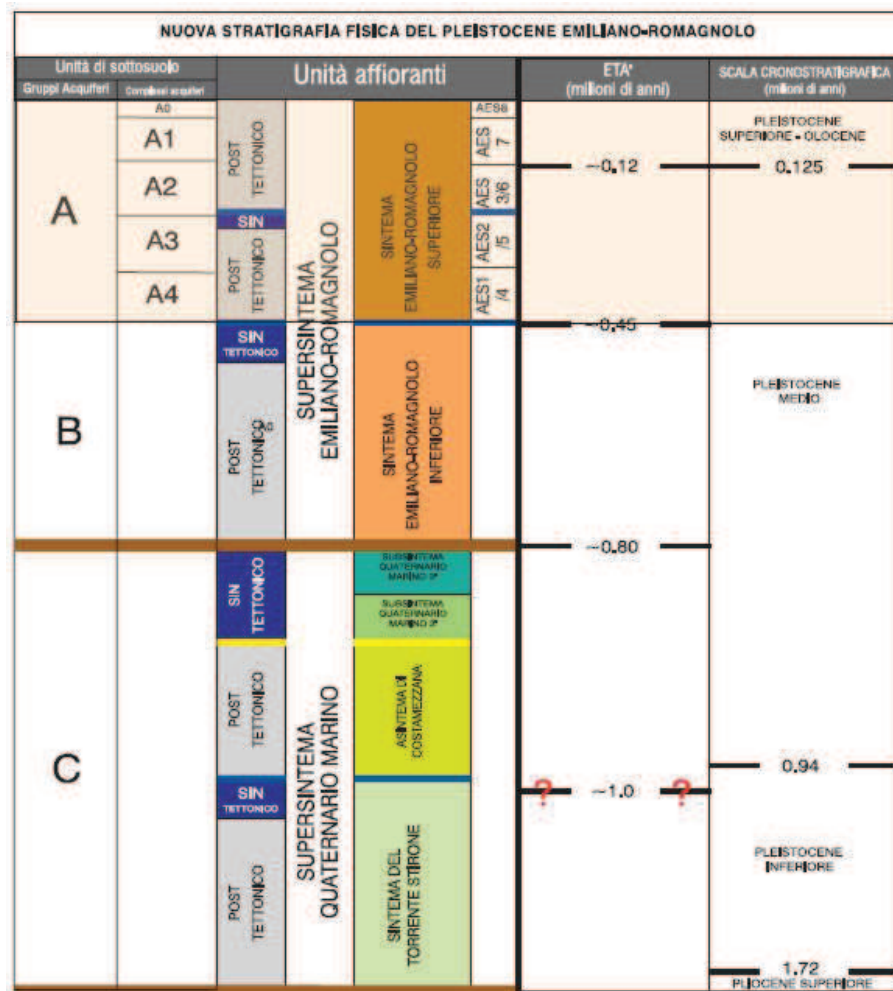 NUOVA STRATIGRAFIA FISICA DEL PLEISTOCENE EMILIANO-ROMAGNOLO
Unità di sottosuolo
Unità affioranti
ETA'
(milioni di anni)
SCALA CRONOSTRATIGRAFICA
(milioni di anni)
Gruppi Acquiferi
Complessi acquiferi
A
A0
A1
A2
A3
A4
POST
TETTONICO
SIN
POST
TETTONICO
SUPERSINTEMA
EMILIANO-ROMAGNOLO
SINTEMA
EMILIANO-ROMAGNOLO
SUPERIORE
AES8
AES
7
AES
3/6
AES2
/5
AES1
/4
~0.12
PLEISTOCENE
SUPERIORE - OLOCENE
0.125
B
SIN
TETTONICO
POST
TETTONICO
A0
SINTEMA
EMILIANO-ROMAGNOLO
INFERIORE
~0.45
PLEISTOCENE
MEDIO
~0.80
C
SIN
TETTONICO
POST
TETTONICO
SIN
TETTONICO
POST
TETTONICO
SUPERSINTEMA
QUATERNARIO MARINO
SUBSINTEMA
QUATERNARIO
MARINO
SUBSINTEMA
QUATERNARIO
MARINO
ASINTEMA DI
COSTAMEZZANA
SINTEMA DEL
TORRENTE STIRONE
? ~1.0 ?
0.94
PLEISTOCENE
INFERIORE
1.72
PLIOCENE SUPERIORE